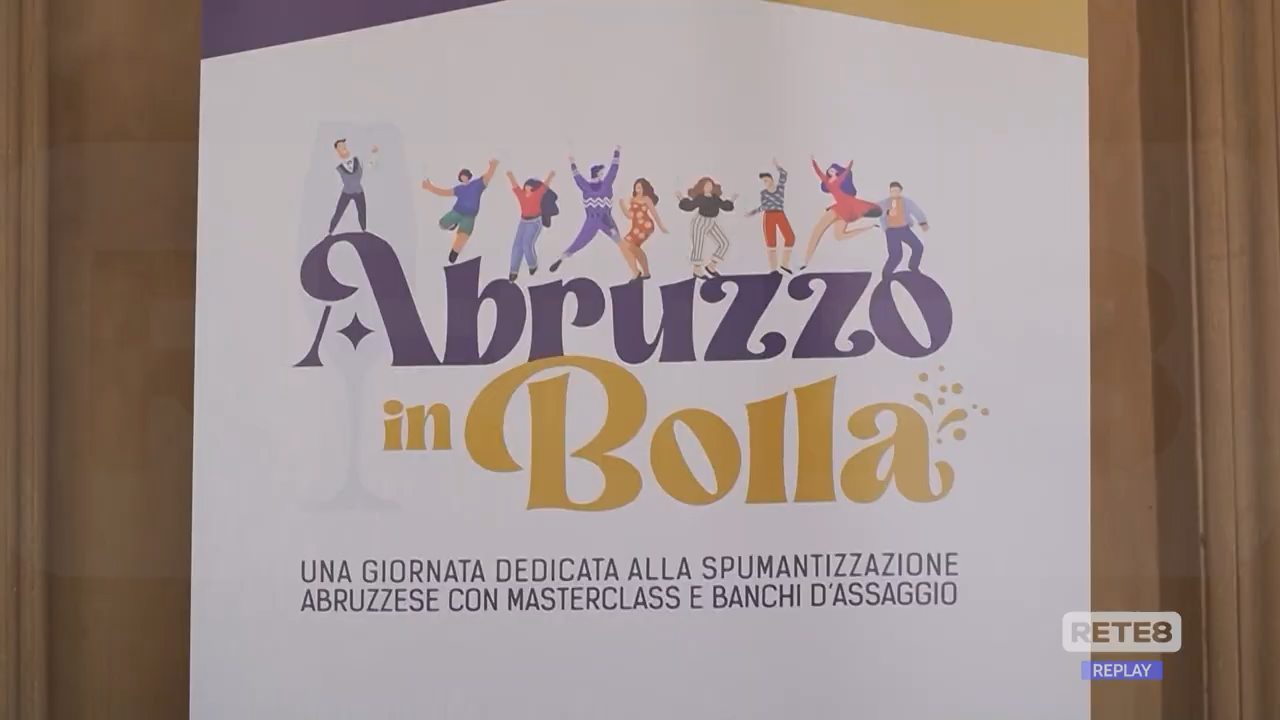 Abruzzo
in Bolla
UNA GIORNATA DEDICATA ALLA SPUMANTIZZAZIONE
ABRUZZESE CON MASTERCLASS E BANCHI D'ASSAGGIO
RETE8
REPLAY